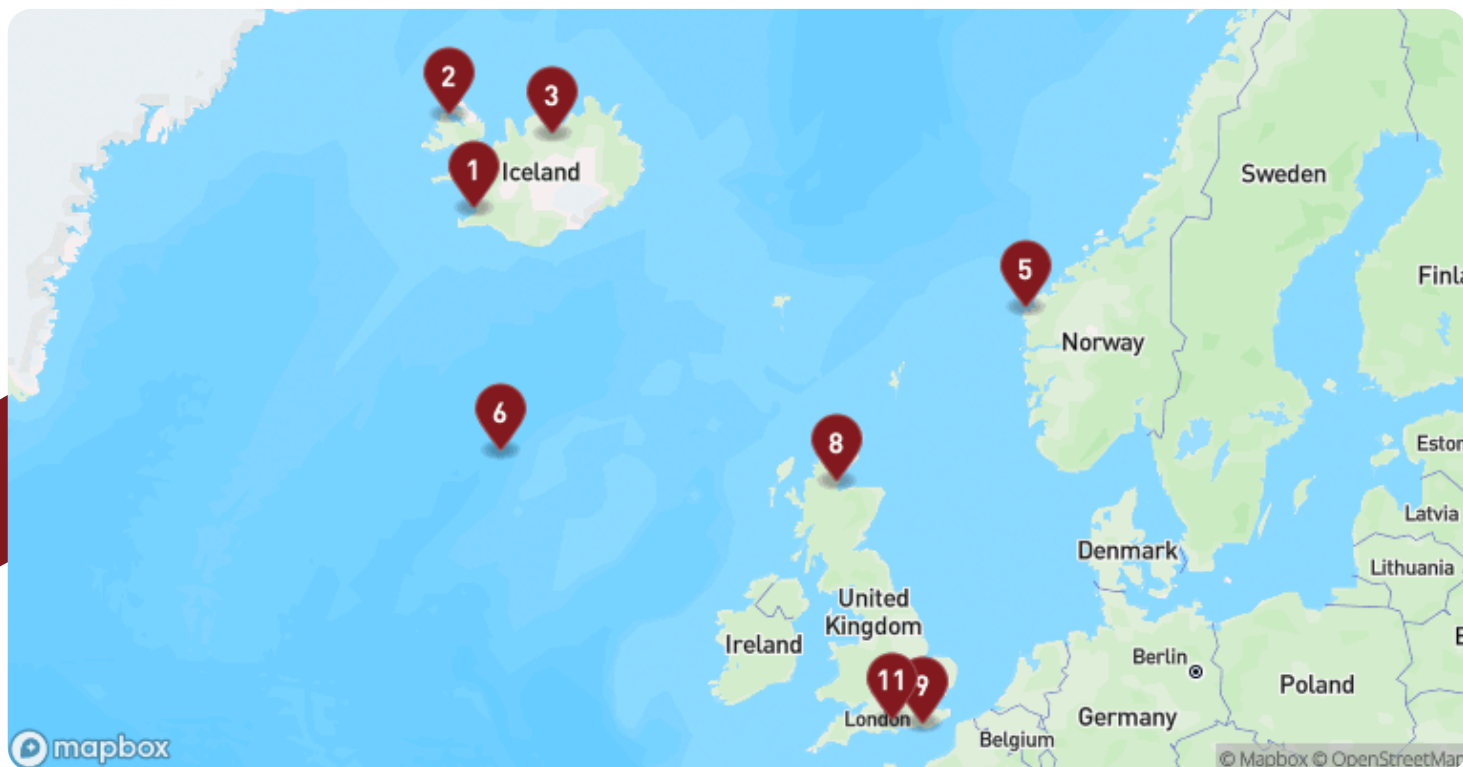 2
3
1
Iceland
Sweden
5
Finla
Norway
6
8
Eston
Latvia
Denmark
Lithuania
United
Kingdom
Ireland
Berlin
11
9
Poland
London
Germany
Belgium
mapbox
© Mapbox © OpenStreetMap